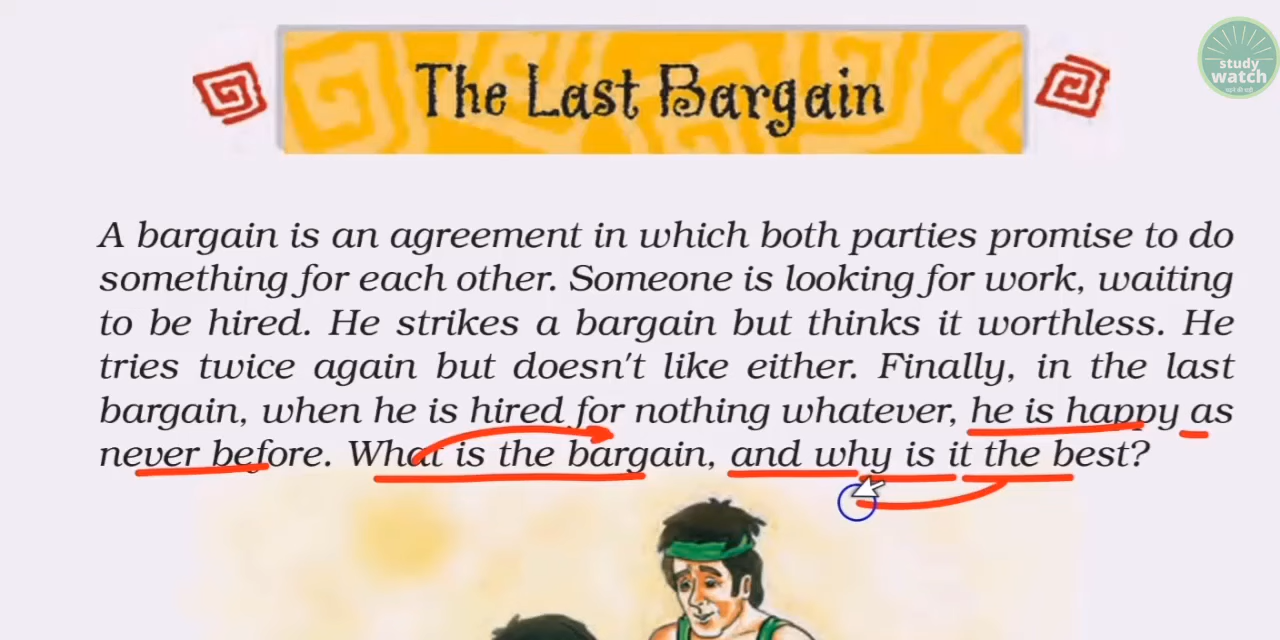 The Last Bargain
study
watch
A bargain is an agreement in which both parties promise to do
something for each other. Someone is looking for work, waiting
to be hired. He strikes a bargain but thinks it worthless. He
tries twice again but doesn't like either. Finally, in the last
bargain, when he is hired for nothing whatever, he is happy as
never before. What is the bargain, and why is it the best?